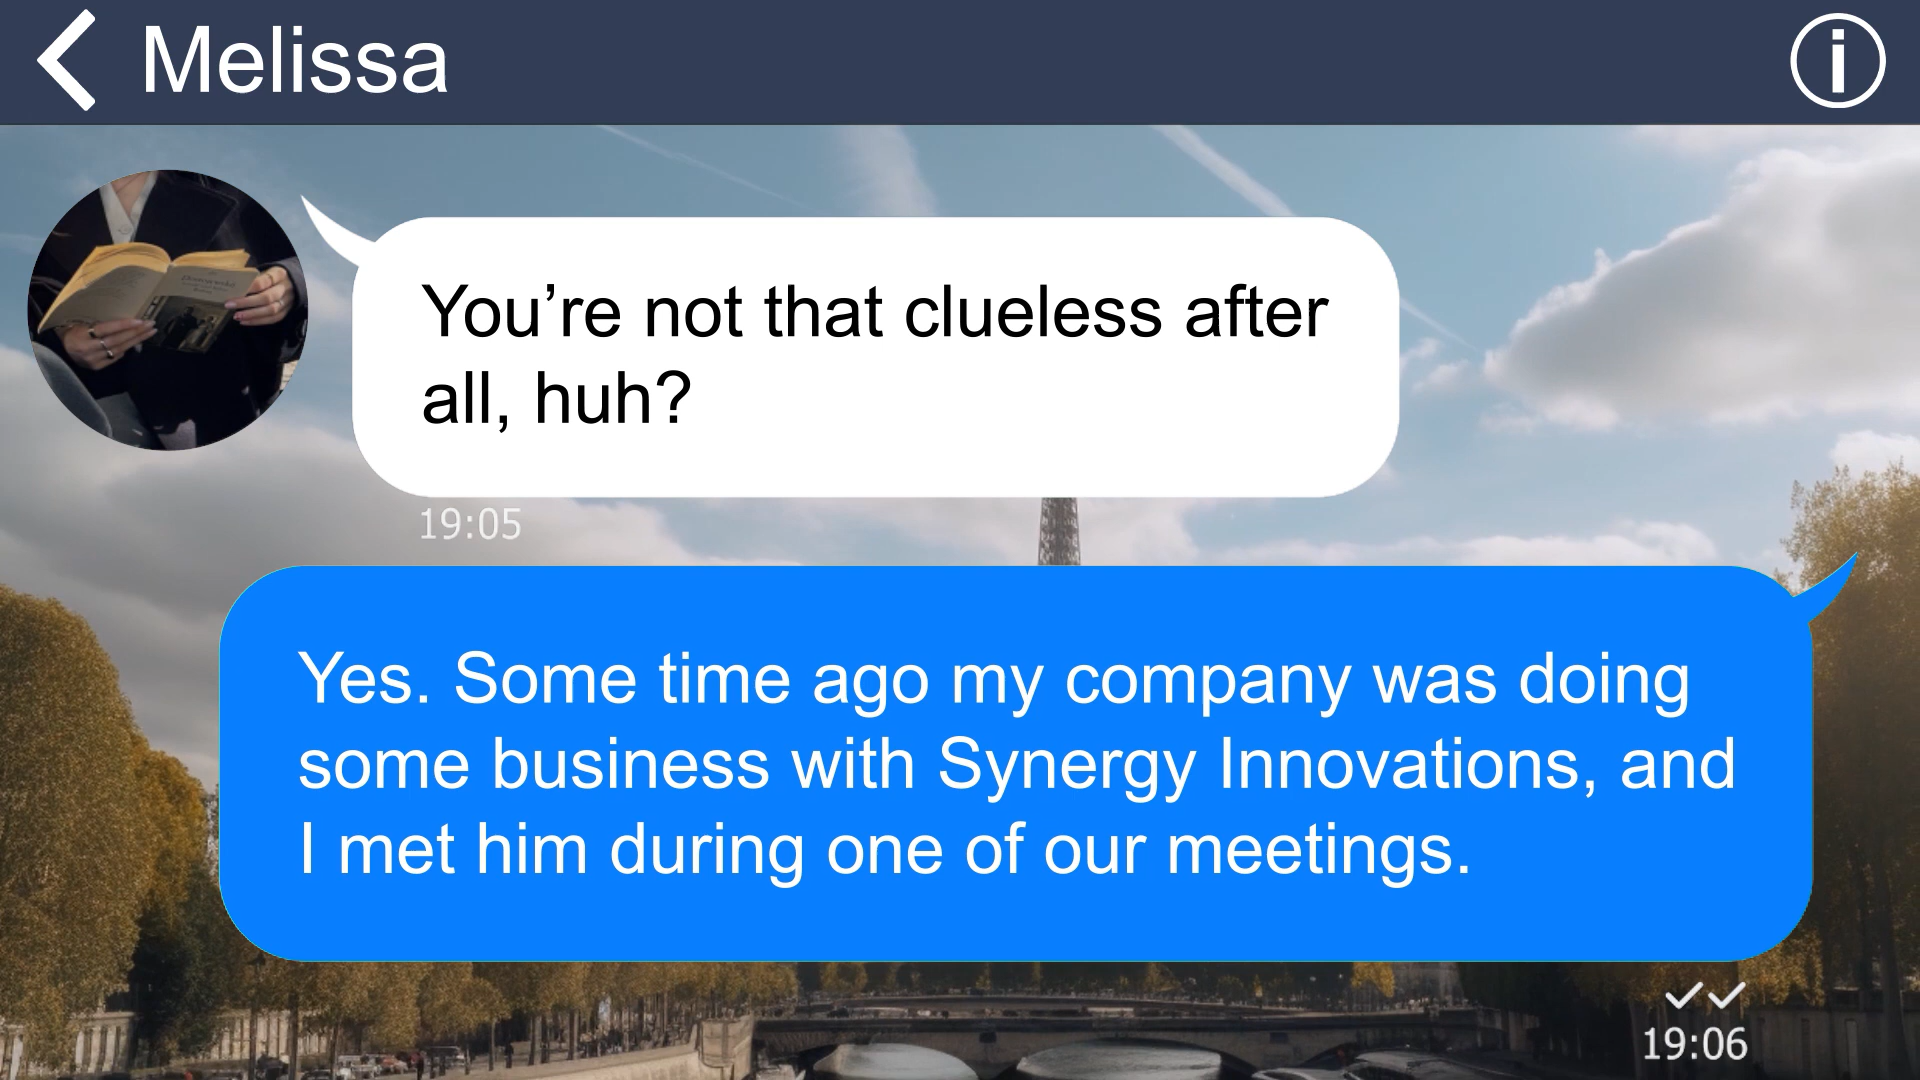 Melissa
You’re not that clueless after
all, huh?
19:05
Yes. Some time ago my company was doing
some business with Synergy Innovations, and
I met him during one of our meetings.
19:06